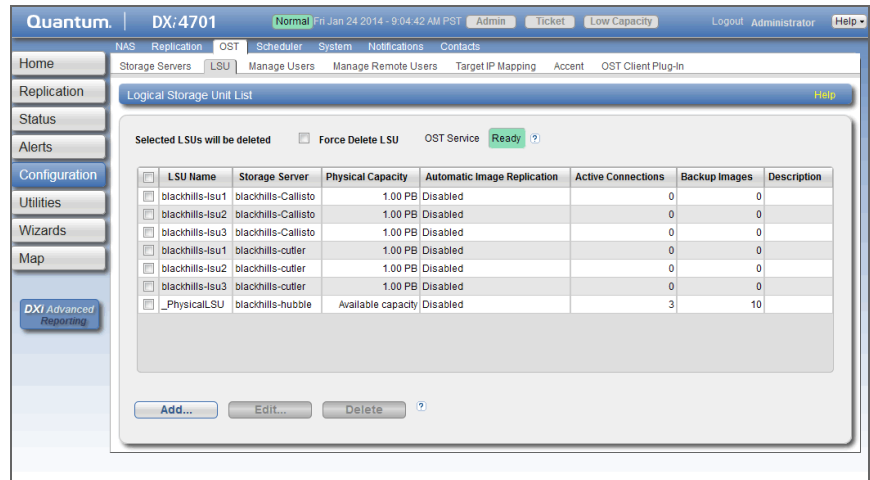 Quantum. DXi4701 Normal Fri Jan 24 2014 - 9:04:42 AM PST Admin Ticket Low Capacity Logout Administrator Help
NAS Replication OST Scheduler System Notifications Contacts
Storage Servers LSU Manage Users Manage Remote Users Target IP Mapping Accent OST Client Plug-In
Home
Replication
Status
Alerts
Configuration
Utilities
Wizards
Map
DXi Advanced
Reporting
Logical Storage Unit List Help
Selected LSUs will be deleted Force Delete LSU OST Service Ready ?
LSU Name Storage Server Physical Capacity Automatic Image Replication Active Connections Backup Images Description
blackhills-lsu1 blackhills-Callisto 1.00 PB Disabled 0 0
blackhills-lsu2 blackhills-Callisto 1.00 PB Disabled 0 0
blackhills-lsu3 blackhills-Callisto 1.00 PB Disabled 0 0
blackhills-lsu1 blackhills-cutler 1.00 PB Disabled 0 0
blackhills-lsu2 blackhills-cutler 1.00 PB Disabled 0 0
blackhills-lsu3 blackhills-cutler 1.00 PB Disabled 0 0
_PhysicalLSU blackhills-hubble Available capacity Disabled 3 10
Add... Edit... Delete ?